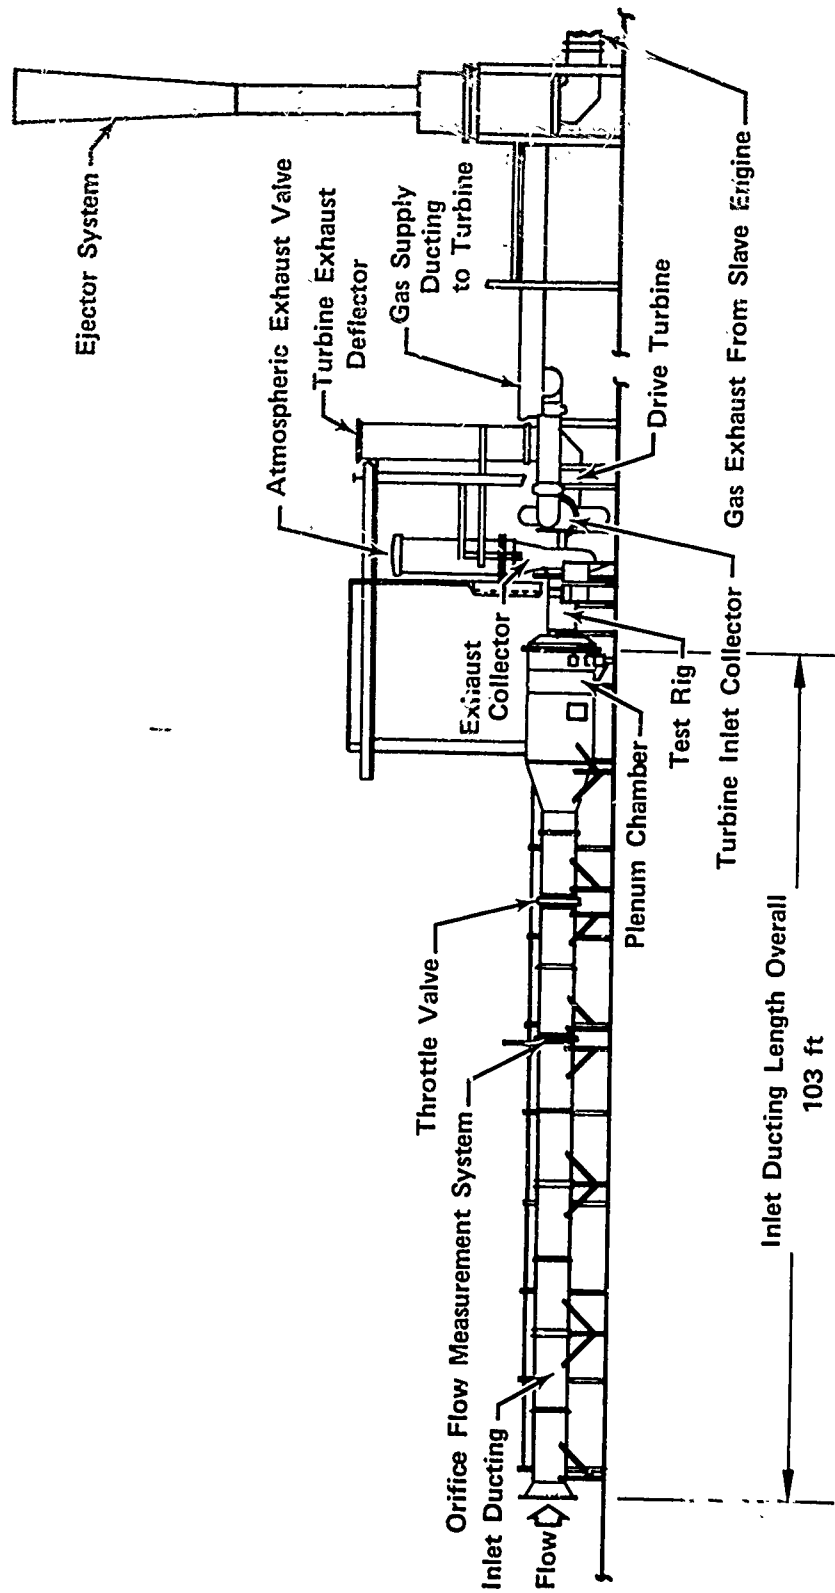 Ejector System
Atmospheric Exhaust Valve
Turbine Exhaust
Deflector
Gas Supply
Ducting
to Turbine
Exhaust
Collector
Throttle Valve
Orifice Flow Measurement System
Inlet Ducting
Flow
Plenum Chamber
Test Rig
Turbine Inlet Collector
Drive Turbine
Gas Exhaust From Slave Engine
Inlet Ducting Length Overall
103 ft